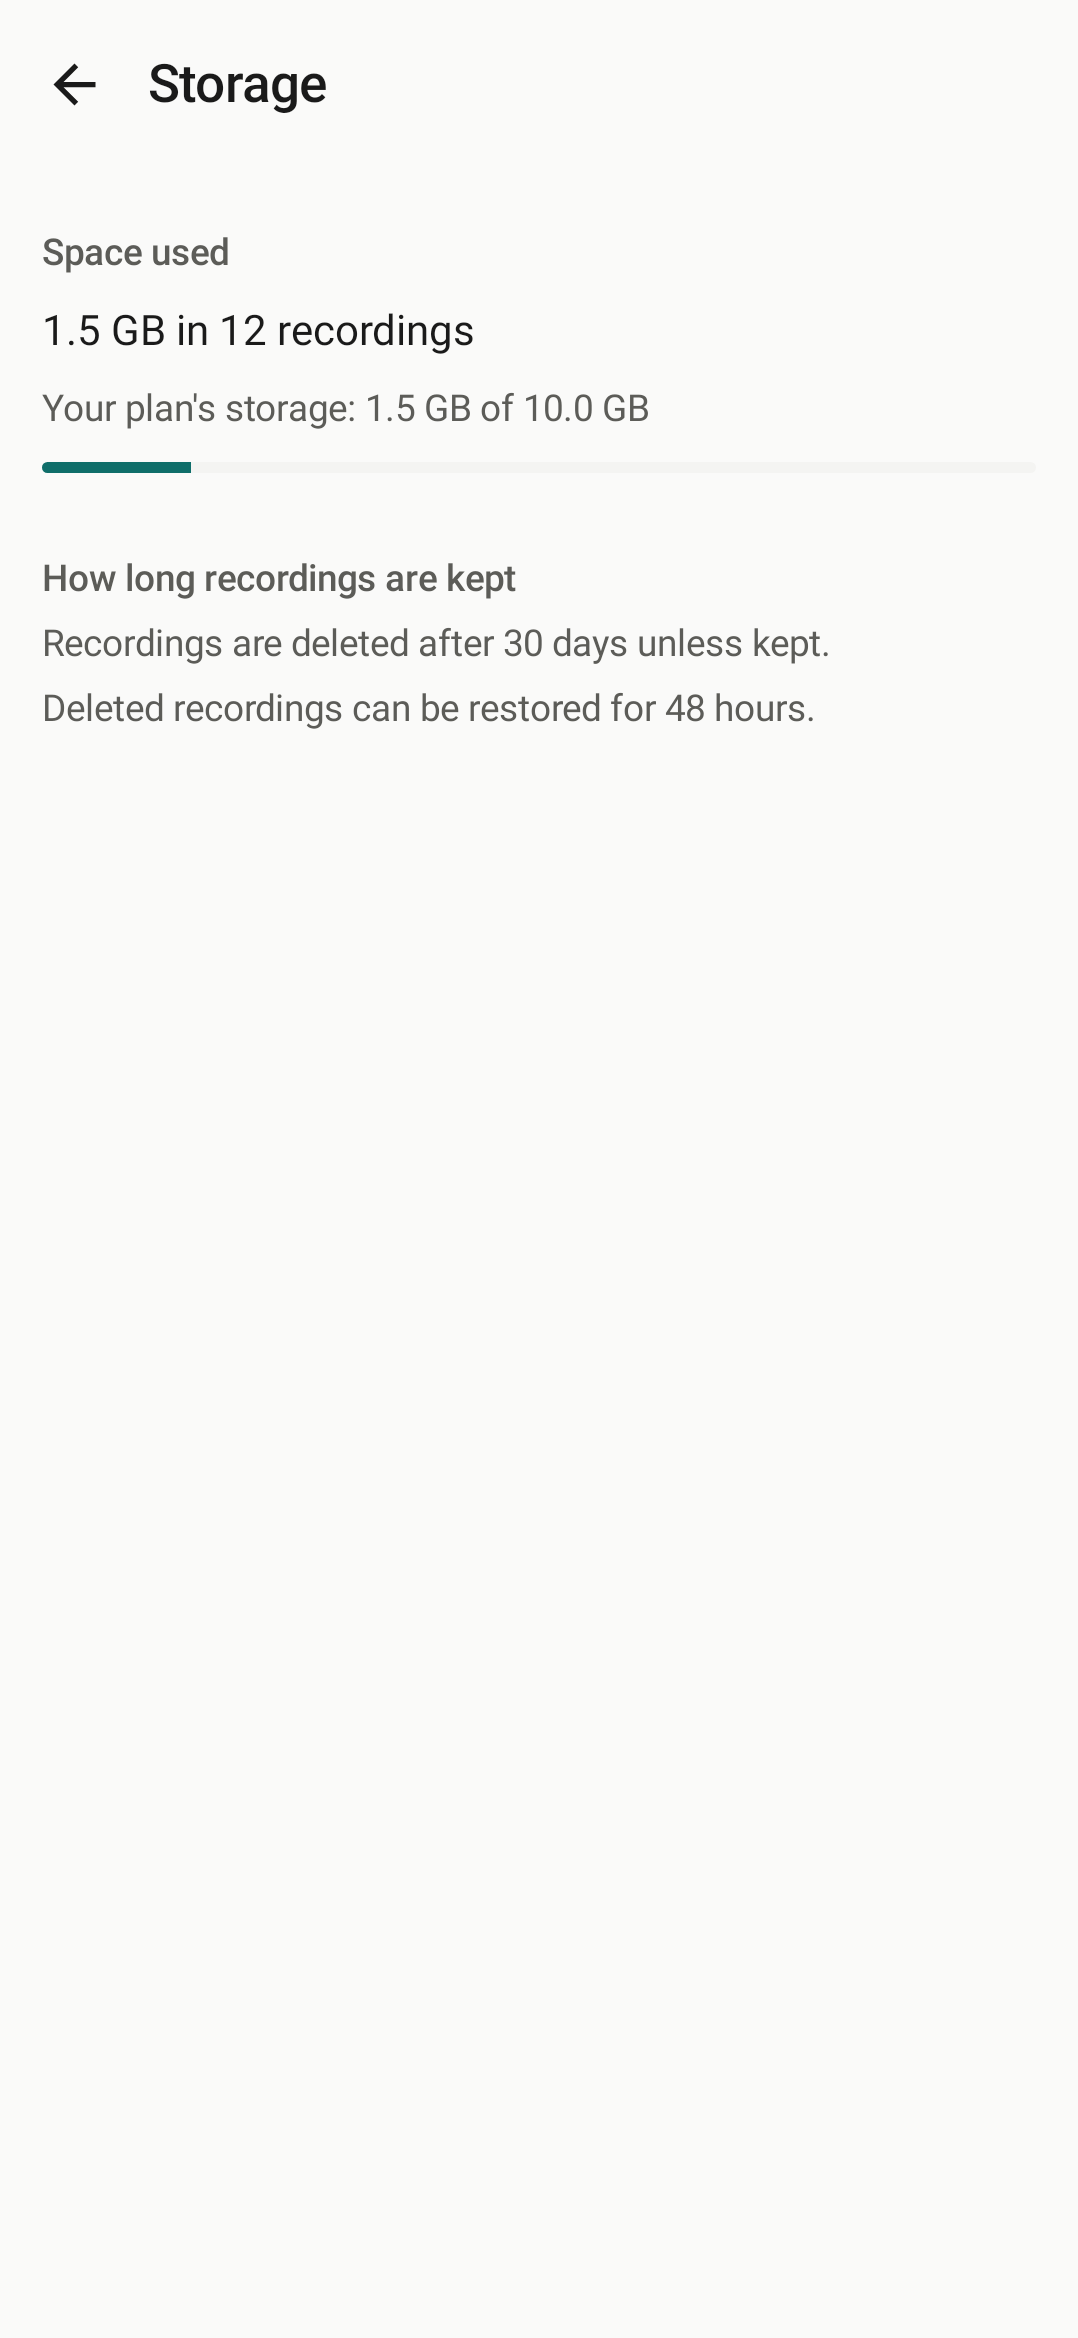 Storage
Space used
1.5 GB in 12 recordings
Your plan's storage: 1.5 GB of 10.0 GB
How long recordings are kept
Recordings are deleted after 30 days unless kept.
Deleted recordings can be restored for 48 hours.